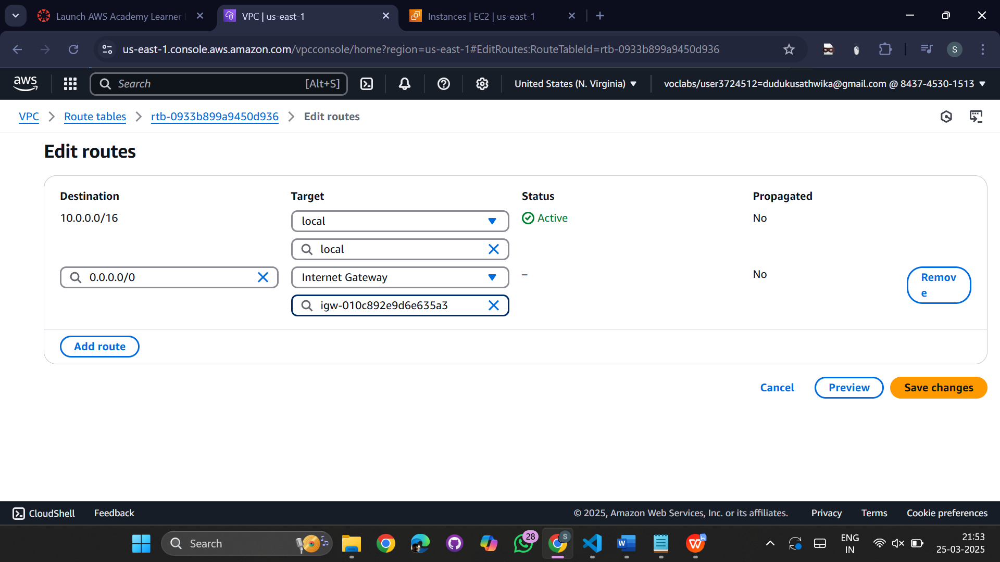 Launch AWS Academy Learner
VPC | us-east-1
Instances | EC2 | us-east-1
us-east-1.console.aws.amazon.com/vpcconsole/home?region=us-east-1#EditRoutes:RouteTableId=rtb-0933b899a9450d936
S
aws
Search
[Alt+S]
United States (N. Virginia)
voclabs/user3724512=dudukusathwika@gmail.com @ 8437-4530-1513
VPC
Route tables
rtb-0933b899a9450d936
Edit routes
Edit routes
Destination
Target
Status
Propagated
10.0.0.0/16
local
Active
No
local
0.0.0.0/0
Internet Gateway
–
No
Remov
e
igw-010c892e9d6e635a3
Add route
Cancel
Preview
Save changes
CloudShell
Feedback
© 2025, Amazon Web Services, Inc. or its affiliates.
Privacy
Terms
Cookie preferences
Search
28
S
W
W
ENG
IN
21:53
25-03-2025